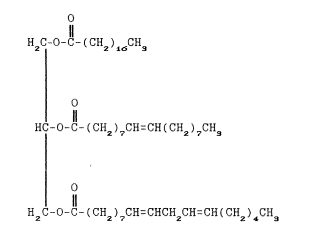 O
H₂C-O-C-(CH₂)₁₆CH₃
O
HC-O-C-(CH₂)₇CH=CH(CH₂)₇CH₃
O
H₂C-O-C-(CH₂)₇CH=CHCH₂CH=CH(CH₂)₄CH₃